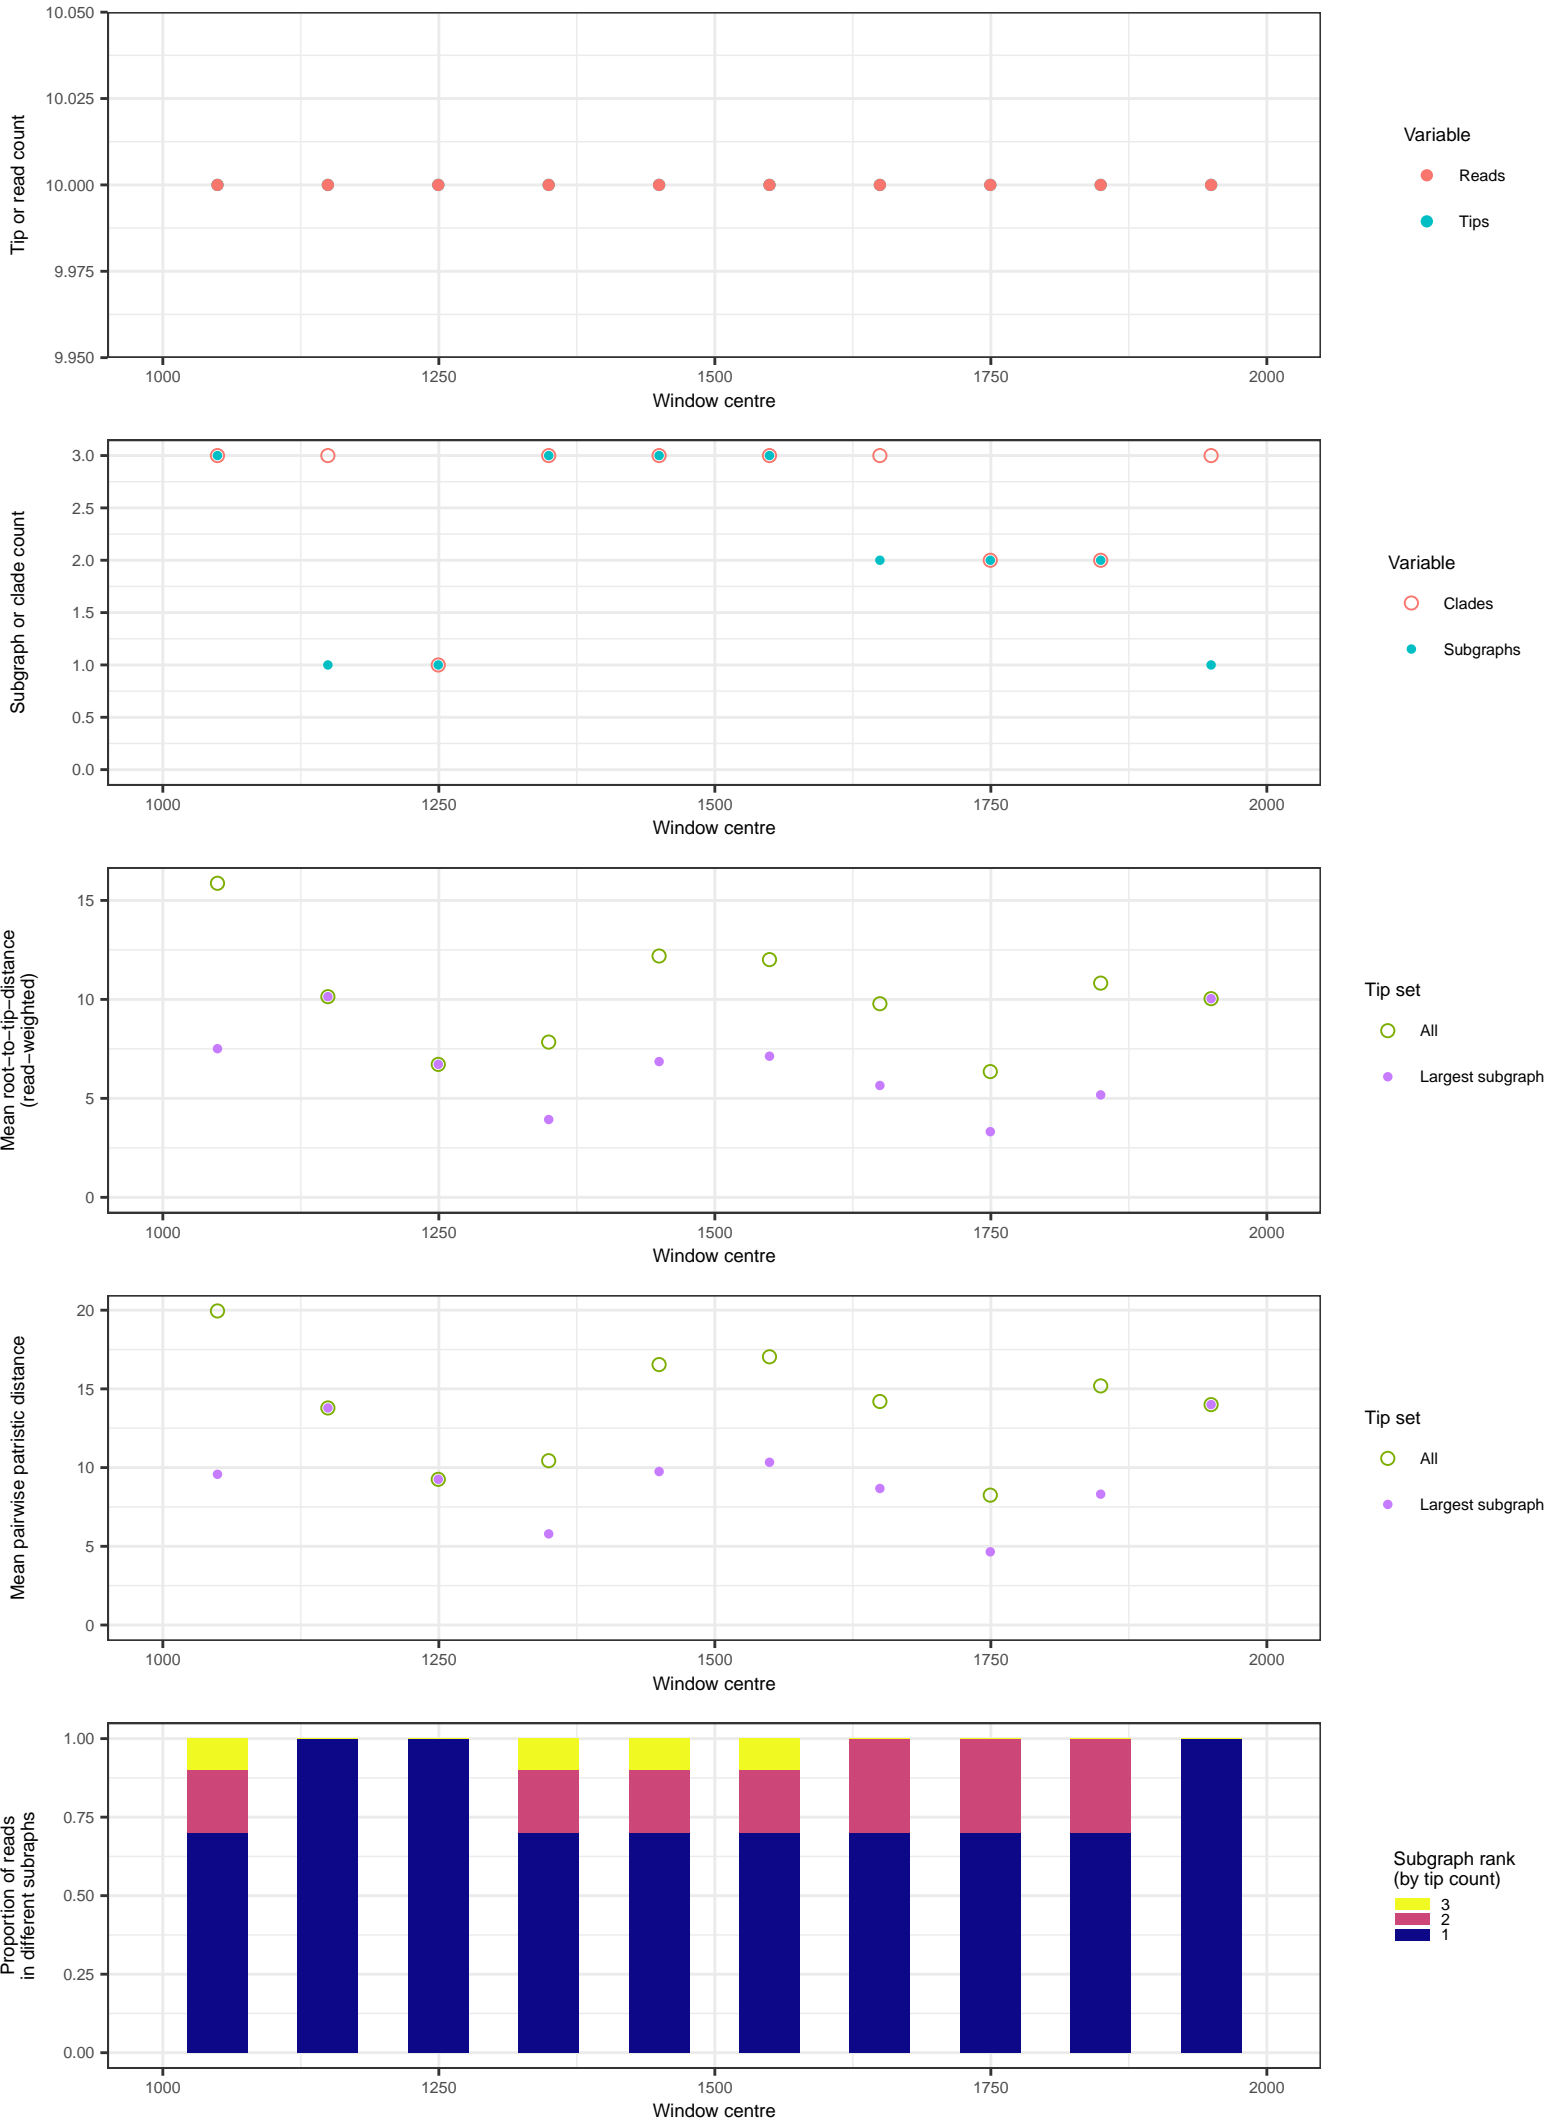 10.050
10.025
10.000
9.975
9.950
Tip or read count
1000 1250 1500 1750 2000
Window centre
Variable
Reads
Tips
3.0
2.5
2.0
1.5
1.0
0.5
0.0
Subgraph or clade count
1000 1250 1500 1750 2000
Window centre
Variable
Clades
Subgraphs
15
10
5
0
Mean root−to−tip−distance
(read−weighted)
1000 1250 1500 1750 2000
Window centre
Tip set
All
Largest subgraph
20
15
10
5
0
Mean pairwise patristic distance
1000 1250 1500 1750 2000
Window centre
Tip set
All
Largest subgraph
1.00
0.75
0.50
0.25
0.00
Proportion of reads
in different subraphs
1000 1250 1500 1750 2000
Window centre
Subgraph rank
(by tip count)
3
2
1